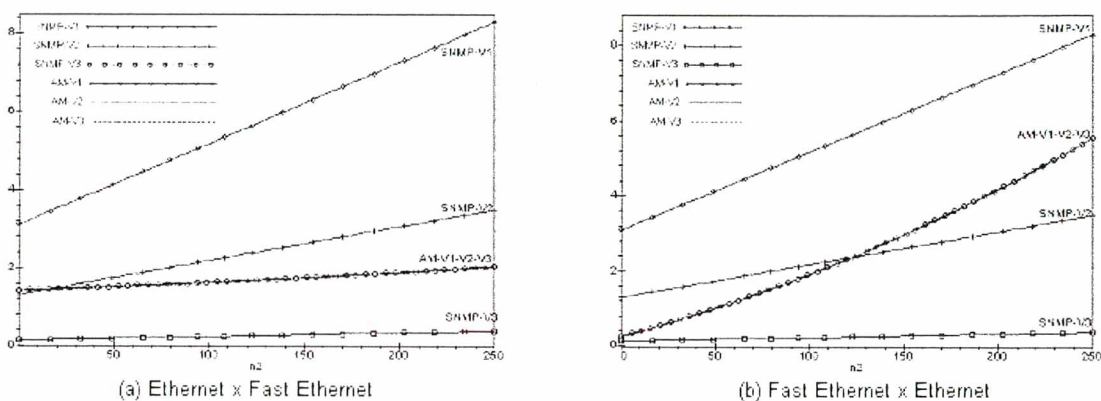 SNMP-V1
SNMP-V2
SNMP-V3
AM-V1
AM-V2
AM-V3
8
6
4
2
0
50
100
150
200
250
n2
SNMP-V1
SNMP-V2
AM-V1-V2-V3
SNMP-V3
(a) Ethernet x Fast Ethernet
SNMP-V1
SNMP-V2
SNMP-V3
AM-V1
AM-V2
AM-V3
8
6
4
2
0
0
50
100
150
200
250
n2
SNMP-V1
AM-V1-V2-V3
SNMP-V2
SNMP-V3
(b) Fast Ethernet x Ethernet